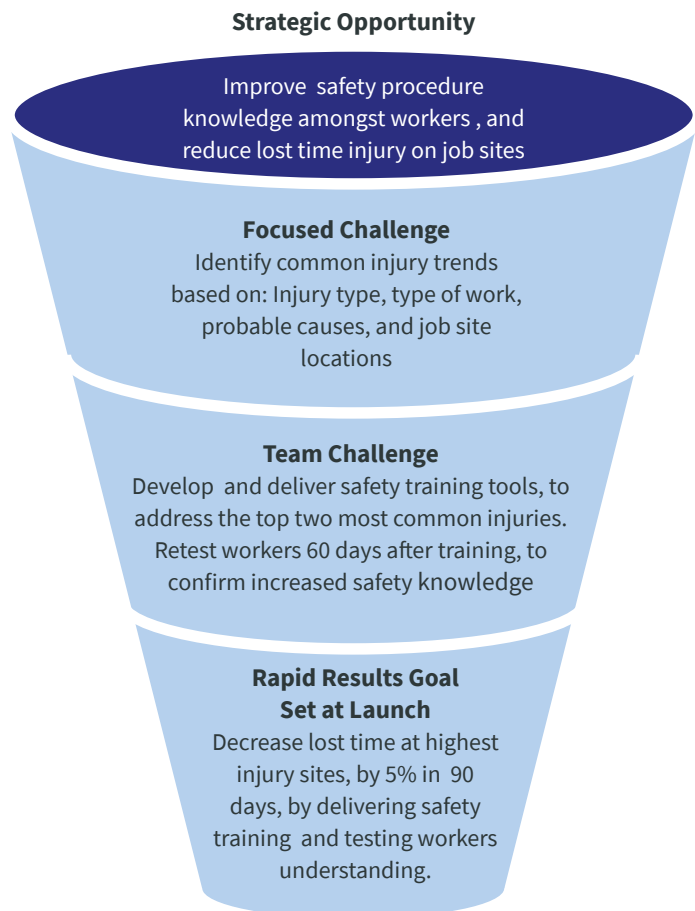 Strategic Opportunity
Improve safety procedure
knowledge amongst workers , and
reduce lost time injury on job sites
Focused Challenge
Identify common injury trends
based on: Injury type, type of work,
probable causes, and job site
locations
Team Challenge
Develop and deliver safety training tools, to
address the top two most common injuries.
Retest workers 60 days after training, to
confirm increased safety knowledge
Rapid Results Goal
Set at Launch
Decrease lost time at highest
injury sites, by 5% in 90
days, by delivering safety
training and testing workers
understanding.